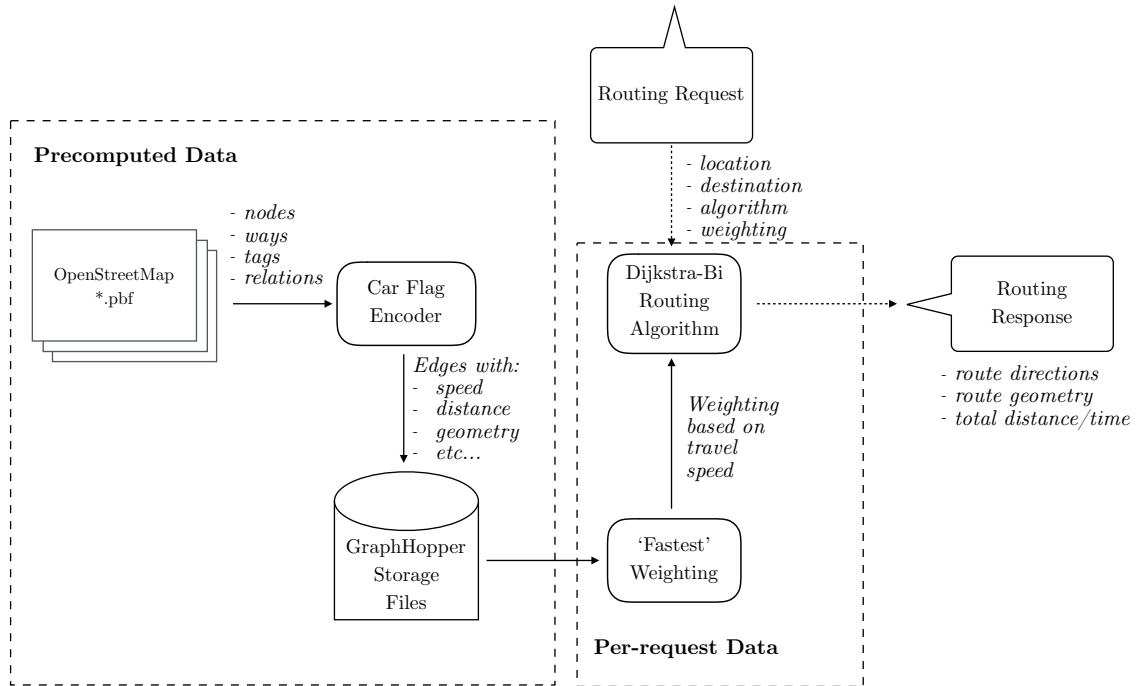 Routing Request
- location
- destination
- algorithm
- weighting
Precomputed Data
- nodes
- ways
- tags
- relations
OpenStreetMap
*.pbf
Car Flag
Encoder
Edges with:
- speed
- distance
- geometry
- etc...
GraphHopper
Storage
Files
Dijkstra-Bi
Routing
Algorithm
Weighting
based on
travel
speed
‘Fastest’
Weighting
Per-request Data
Routing
Response
- route directions
- route geometry
- total distance/time